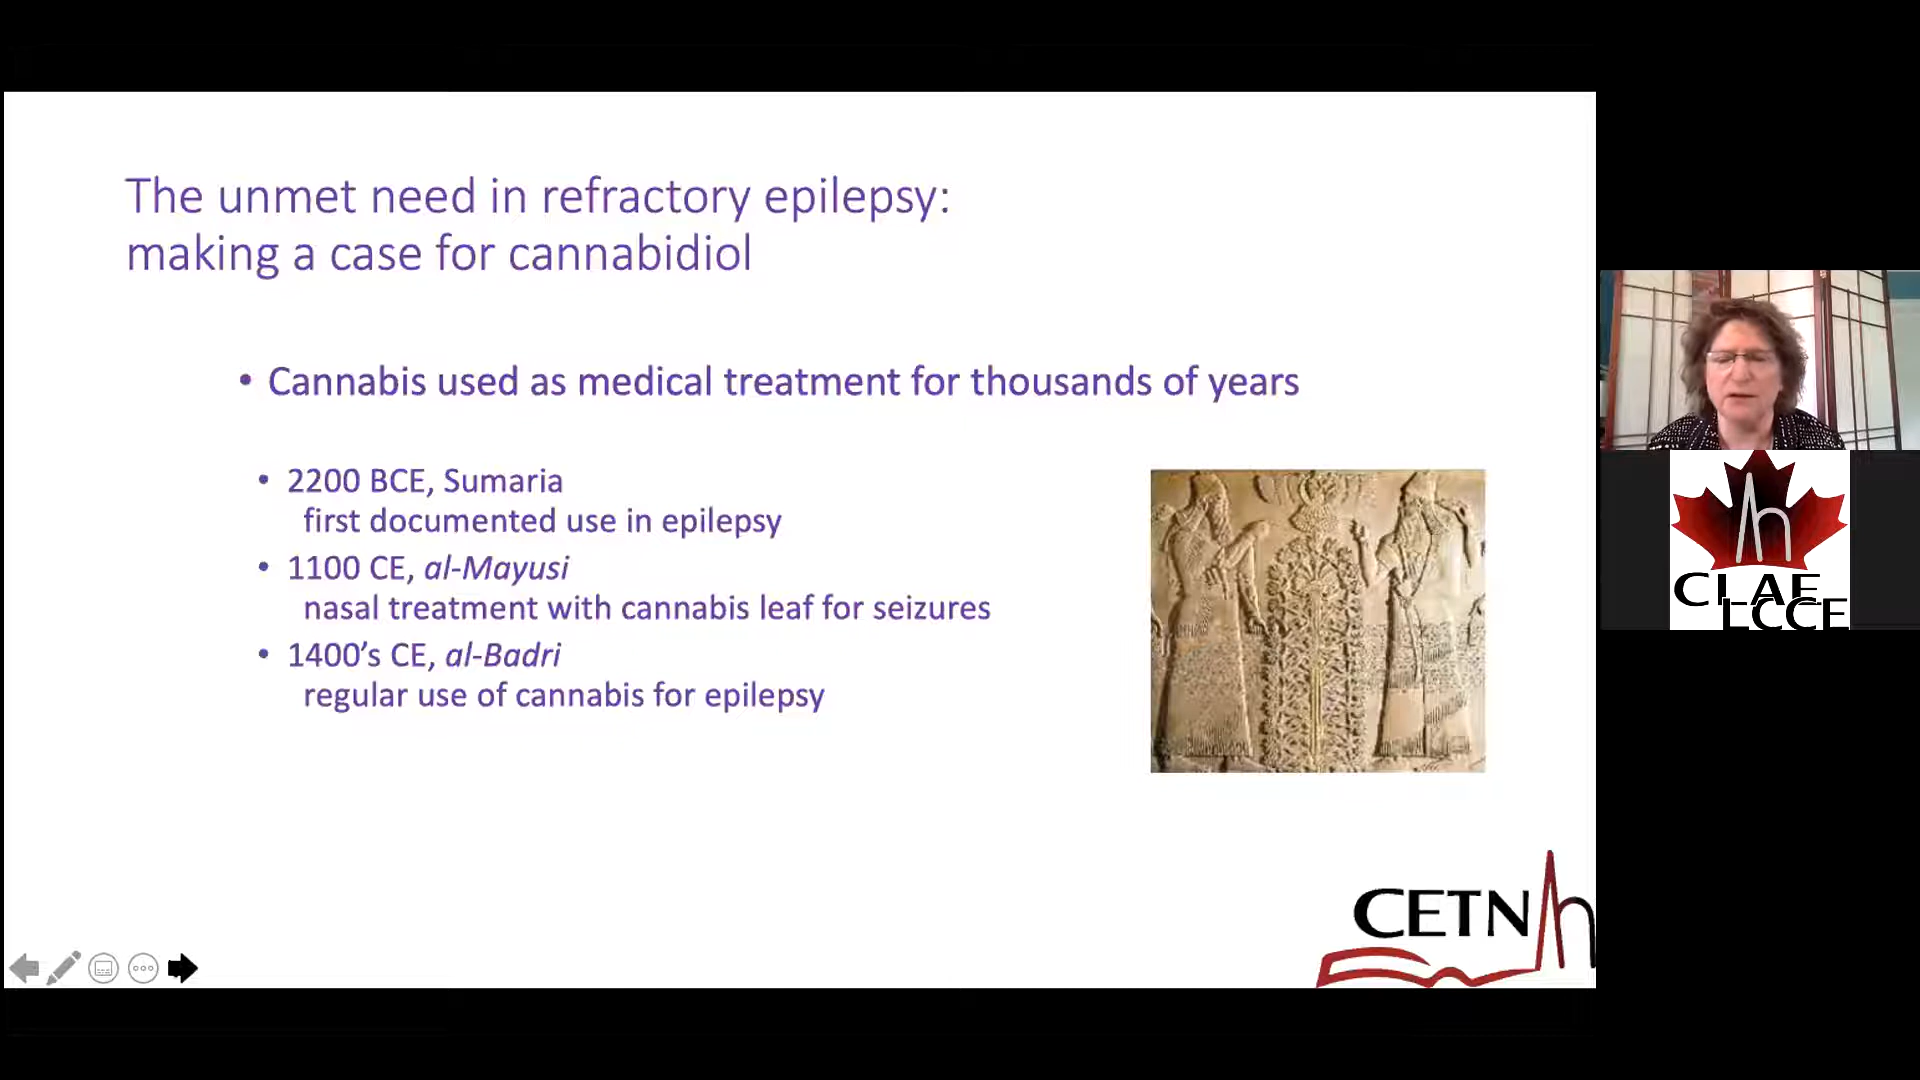 The unmet need in refractory epilepsy:
making a case for cannabidiol
• Cannabis used as medical treatment for thousands of years
• 2200 BCE, Sumaria
first documented use in epilepsy
• 1100 CE, al-Mayusi
nasal treatment with cannabis leaf for seizures
• 1400’s CE, al-Badri
regular use of cannabis for epilepsy
CETN
CLAE
LCCE